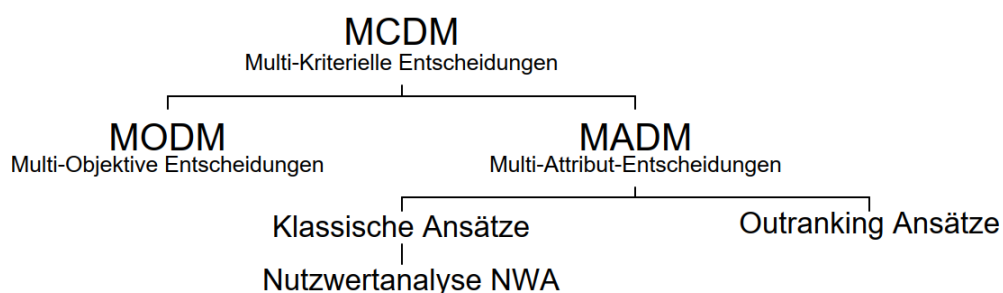 MCDM
Multi-Kriterielle Entscheidungen
MODM
Multi-Objektive Entscheidungen
MADM
Multi-Attribut-Entscheidungen
Klassische Ansätze
Outranking Ansätze
Nutzwertanalyse NWA